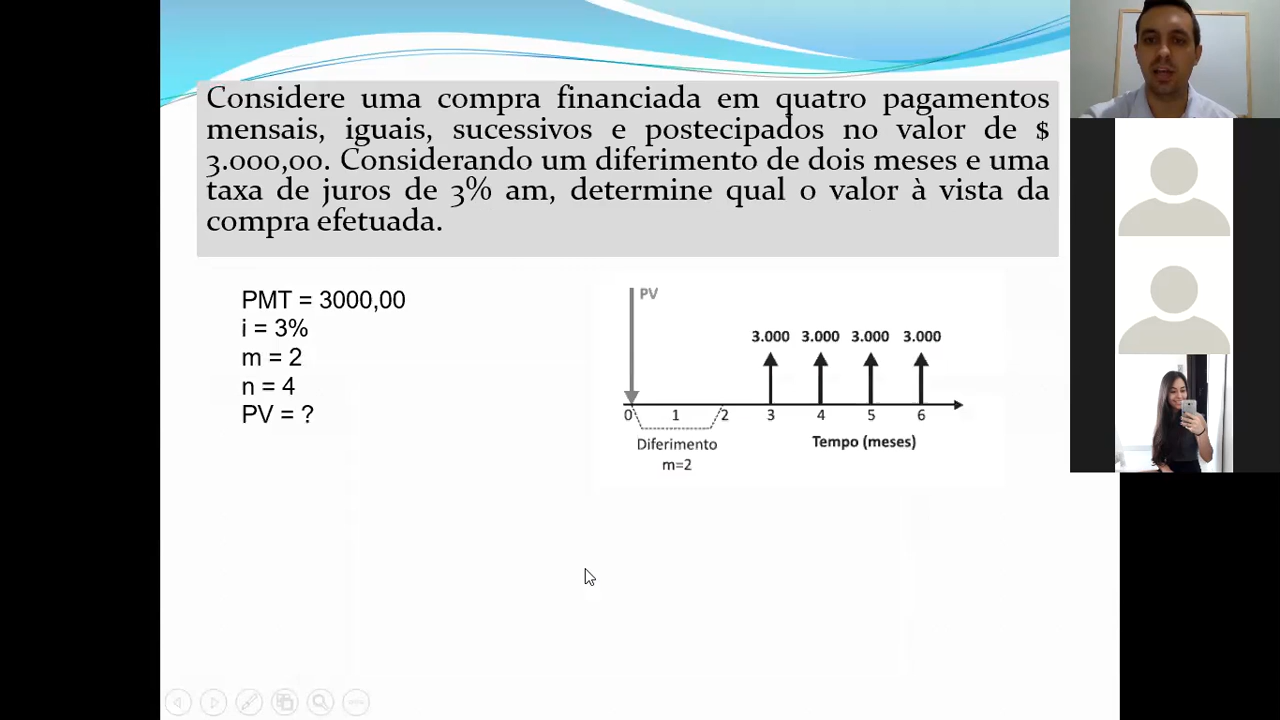 Considere uma compra financiada em quatro pagamentos
mensais, iguais, sucessivos e postecipados no valor de $
3.000,00. Considerando um diferimento de dois meses e uma
taxa de juros de 3% am, determine qual o valor à vista da
compra efetuada.
PMT = 3000,00
i = 3%
m = 2
n = 4
PV = ?
PV
3.000 3.000 3.000 3.000
0 1 2 3 4 5 6
Diferimento
m=2
Tempo (meses)